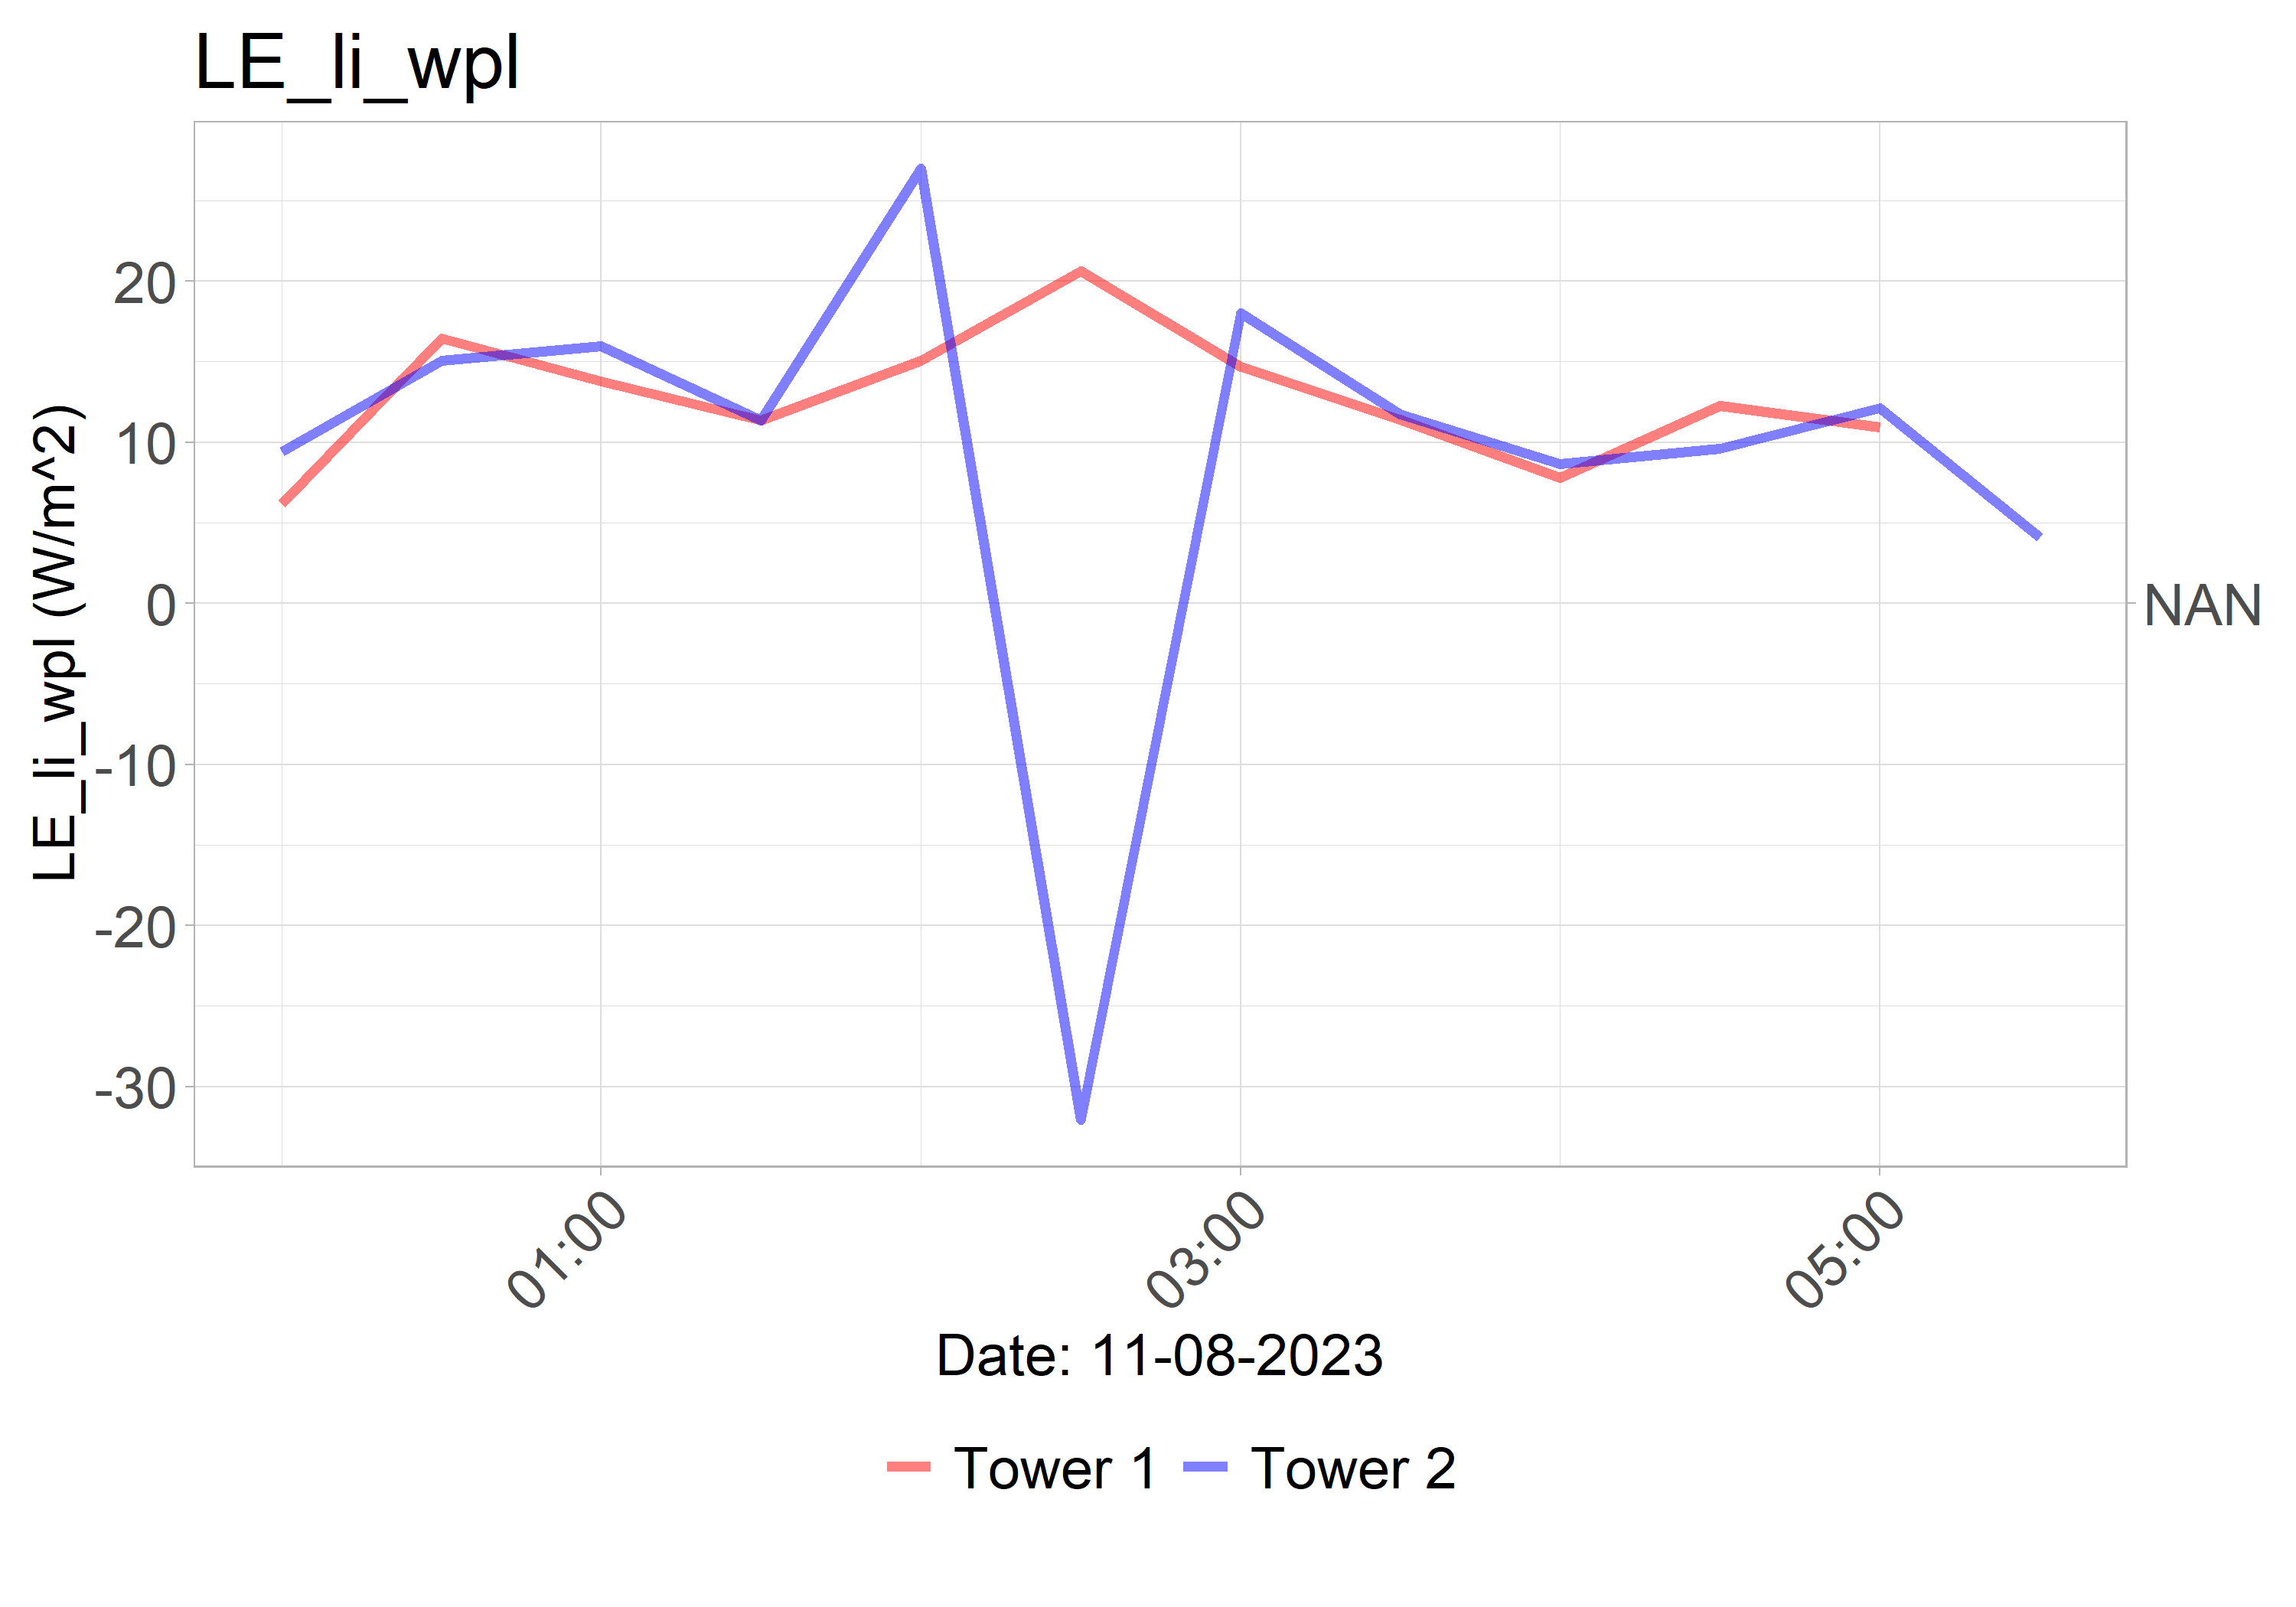 LE_li_wpl
LE_li_wpl (W/m^2)
20
10
0
-10
-20
-30
NAN
01:00
03:00
05:00
Date: 11-08-2023
Tower 1
Tower 2